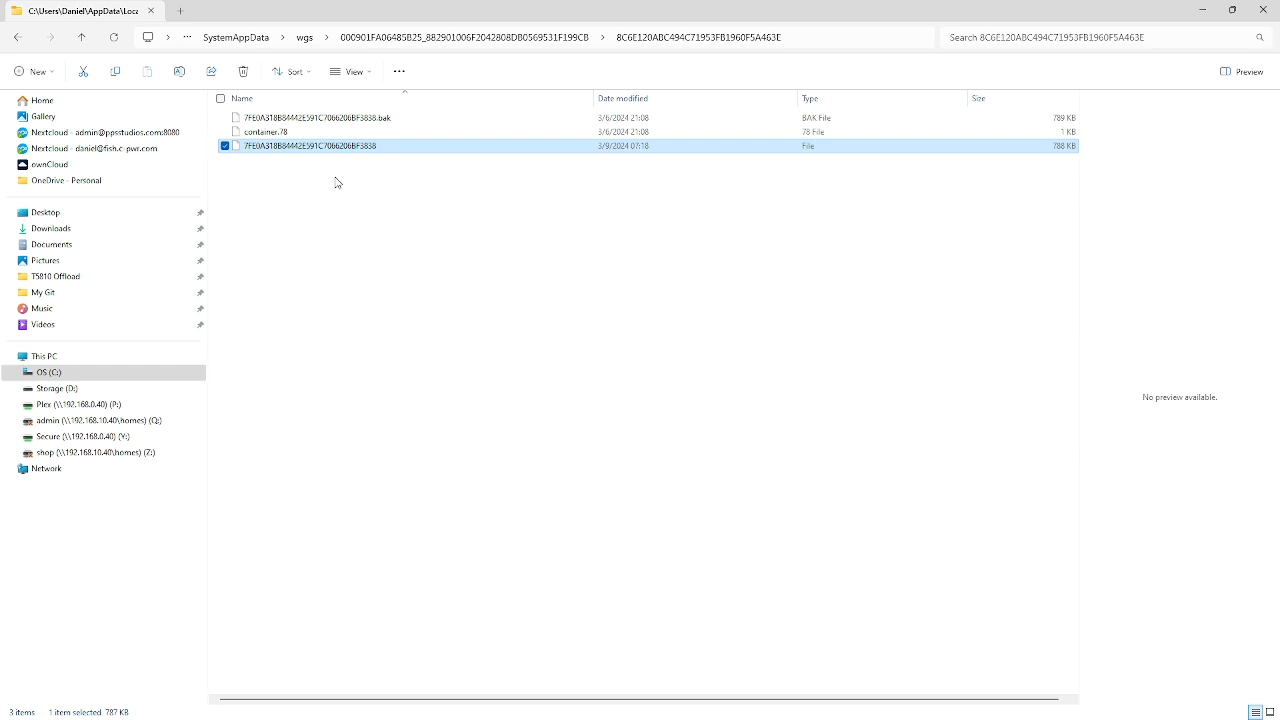 C:\Users\Daniel\AppData\Loca
SystemAppData > wgs > 000901FA06485B25_882901006F2042808DB0569531F199CB > 8C6E120ABC494C71953FB1960F5A463E
Search 8C6E120ABC494C71953FB1960F5A463E
New
Sort
View
Preview
Name Date modified Type Size
7FE0A318B84442E591C7066206BF3838.bak 3/6/2024 21:08 BAK File 789 KB
container.78 3/6/2024 21:08 78 File 1 KB
7FE0A318B84442E591C7066206BF3838 3/9/2024 07:18 File 788 KB
Home
Gallery
Nextcloud - admin@ppsstudios.com:8080
Nextcloud - daniel@fish.c-pwr.com
ownCloud
OneDrive - Personal
Desktop
Downloads
Documents
Pictures
T5810 Offload
My Git
Music
Videos
This PC
OS (C:)
Storage (D:)
Plex (\\192.168.0.40) (P:)
admin (\\192.168.10.40\homes) (Q:)
Secure (\\192.168.0.40) (Y:)
shop (\\192.168.10.40\homes) (Z:)
Network
No preview available.
3 items 1 item selected 787 KB